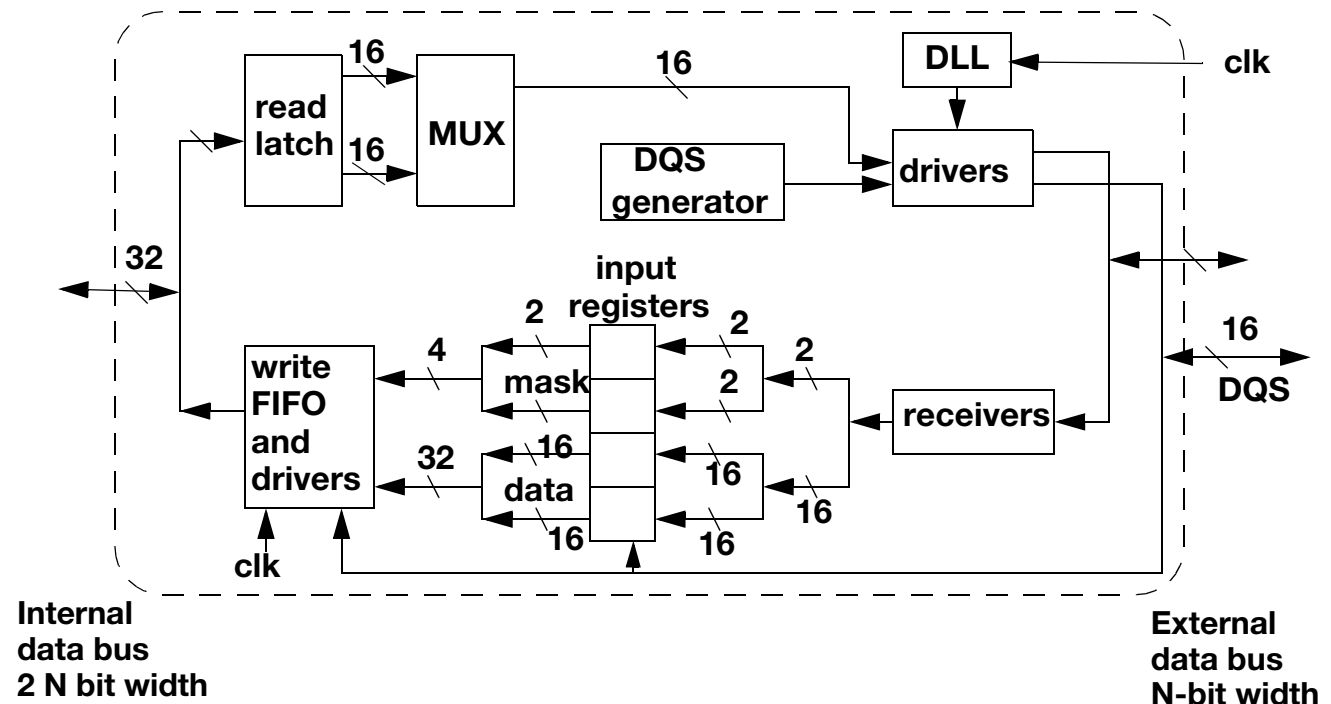 16
16
DLL
clk
read
latch
MUX
16
DQS
generator
drivers
32
input
registers
2
2
2
4
mask
2
16
DQS
write
FIFO
and
drivers
receivers
32
16
data
16
16
16
16
clk
Internal
data bus
2 N bit width
External
data bus
N-bit width